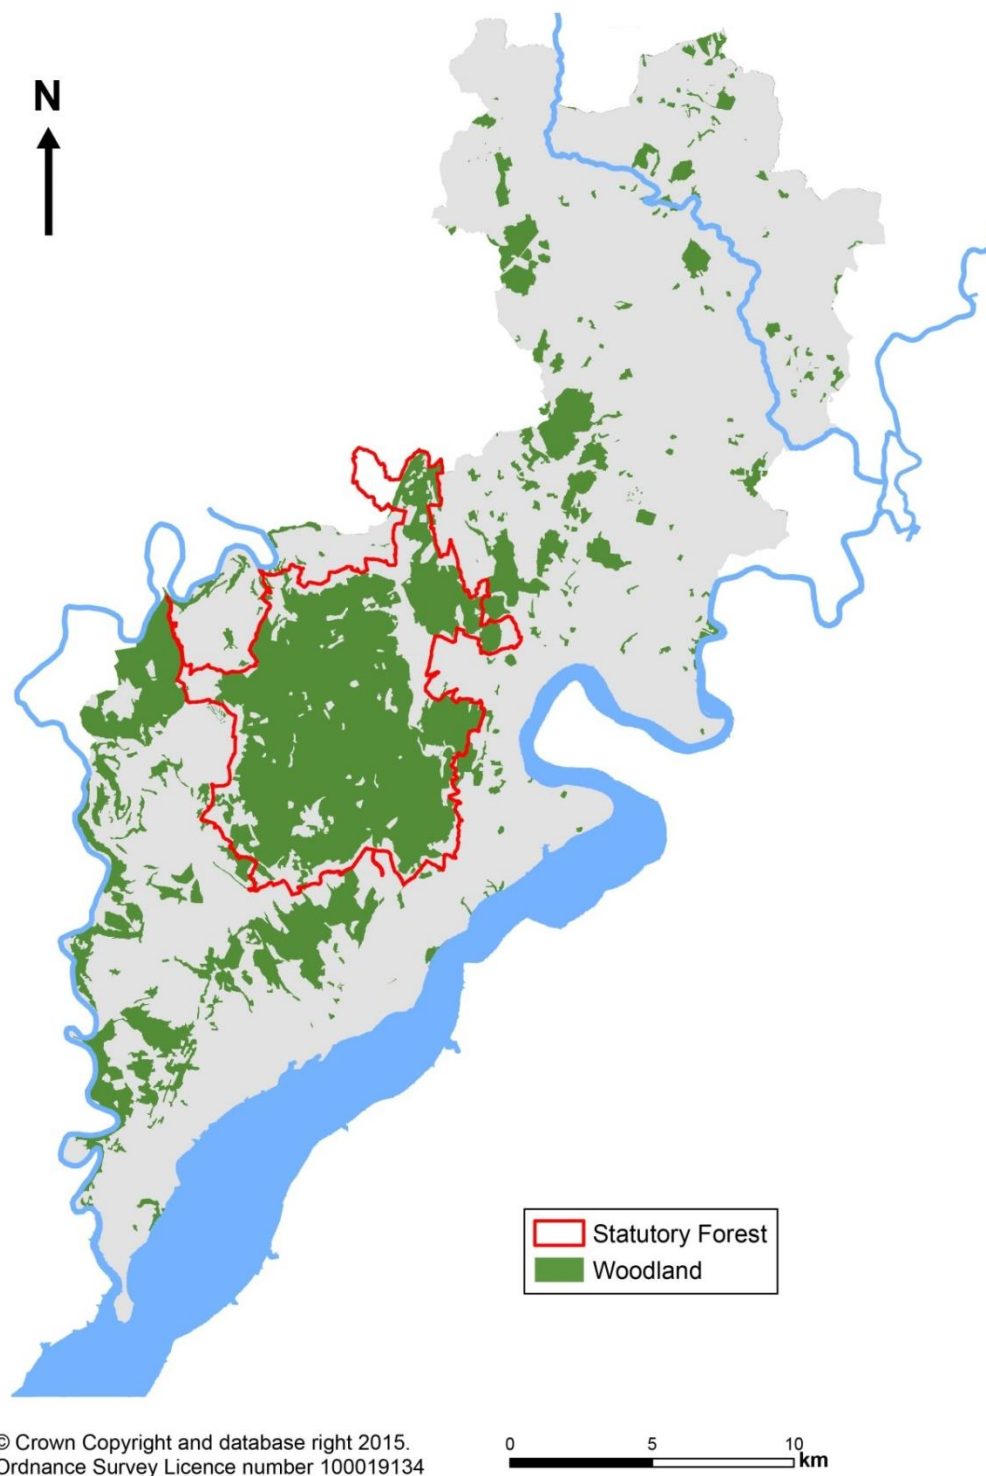 N
Statutory Forest
Woodland
© Crown Copyright and database right 2015.
Ordnance Survey Licence number 100019134
0 5 10 km